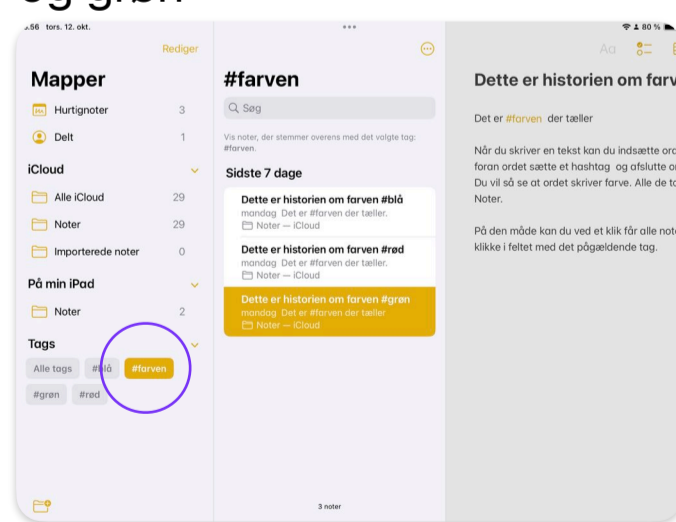 og grøn
.56 tors. 12. okt.
80 %
Rediger
Mapper
Hurtignoter 3
Delt 1
iCloud
Alle iCloud 29
Noter 29
Importerede noter 0
På min iPad
Noter 2
Tags
Alle tags #blå #farven
#grøn #rød
#farven
Søg
Vis noter, der stemmer overens med det valgte tag:
#farven.
Sidste 7 dage
Dette er historien om farven #blå
mandag Det er #farven der tæller.
Noter — iCloud
Dette er historien om farven #rød
mandag Det er #farven der tæller.
Noter — iCloud
Dette er historien om farven #grøn
mandag Det er #farven der tæller
Noter — iCloud
3 noter
Aa
Dette er historien om farv
Det er #farven der tæller
Når du skriver en tekst kan du indsætte ord
foran ordet sætte et hashtag og afslutte o
Du vil så se at ordet skriver farve. Alle de ta
Noter.
På den måde kan du ved et klik får alle note
klikke i feltet med det pågældende tag.